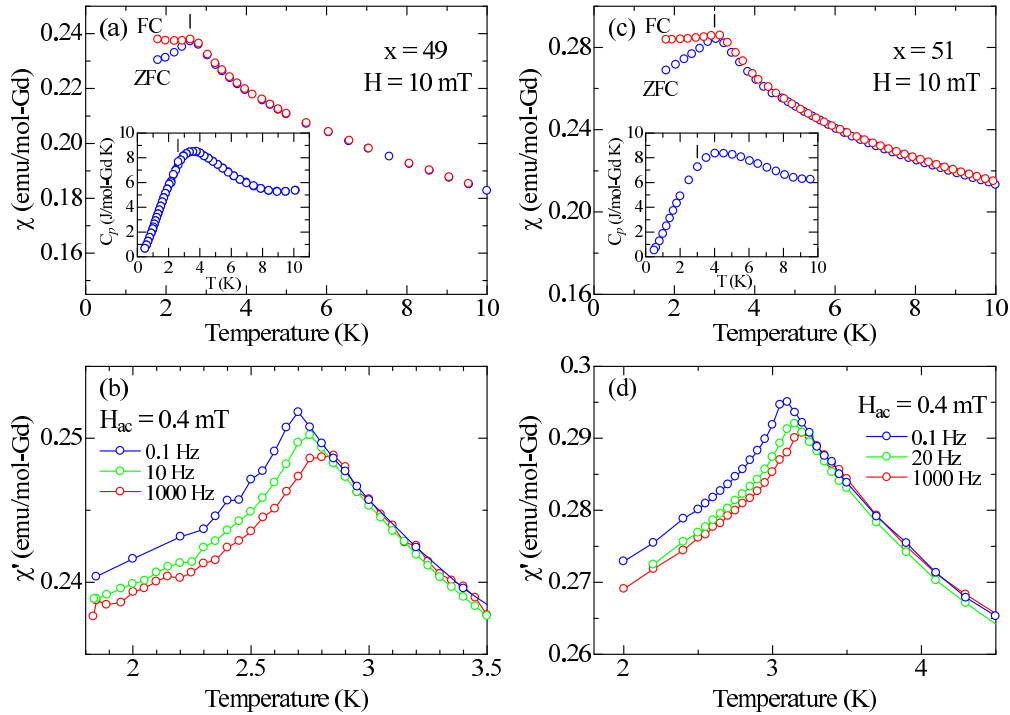 (a)
FC
ZFC
x = 49
H = 10 mT
χ (emu/mol-Gd)
0.24
0.22
0.20
0.18
0.16
0 2 4 6 8 10
Temperature (K)
C_p (J/mol-Gd K)
10
8
6
4
2
0
0 2 4 6 8 10
T (K)
(c)
FC
ZFC
x = 51
H = 10 mT
χ (emu/mol-Gd)
0.28
0.24
0.20
0.16
0 2 4 6 8 10
Temperature (K)
C_p (J/mol-Gd K)
10
8
6
4
2
0
0 2 4 6 8 10
T (K)
(b)
H_ac = 0.4 mT
0.1 Hz
10 Hz
1000 Hz
χ' (emu/mol-Gd)
0.25
0.24
2 2.5 3 3.5
Temperature (K)
(d)
H_ac = 0.4 mT
0.1 Hz
20 Hz
1000 Hz
χ' (emu/mol-Gd)
0.3
0.29
0.28
0.27
0.26
2 3 4
Temperature (K)